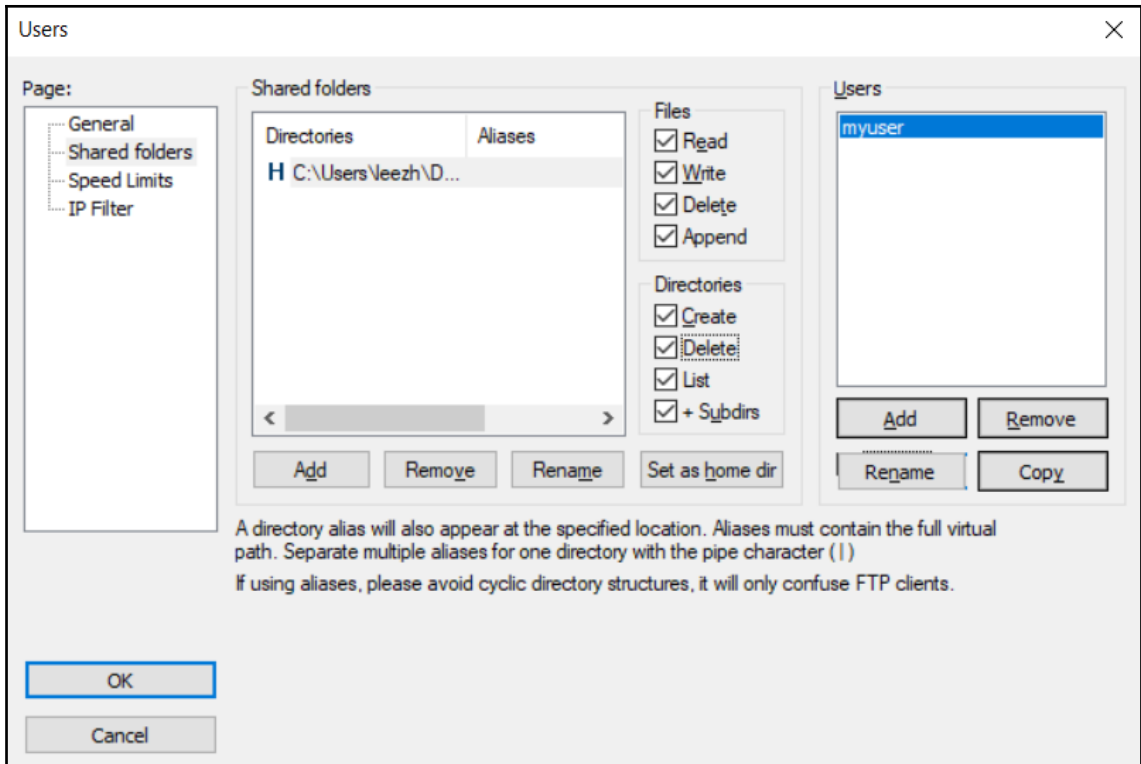 Users
Page:
General
Shared folders
Speed Limits
IP Filter
Shared folders
Directories Aliases
H C:\Users\leezh\D...
Files
Read
Write
Delete
Append
Directories
Create
Delete
List
+ Subdirs
Add Remove Rename Set as home dir
Users
myuser
Add Remove
Rename Copy
A directory alias will also appear at the specified location. Aliases must contain the full virtual
path. Separate multiple aliases for one directory with the pipe character (|)
If using aliases, please avoid cyclic directory structures, it will only confuse FTP clients.
OK
Cancel